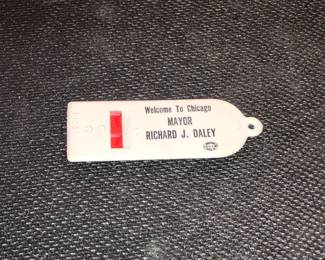 Welcome To Chicago
MAYOR
RICHARD J. DALEY